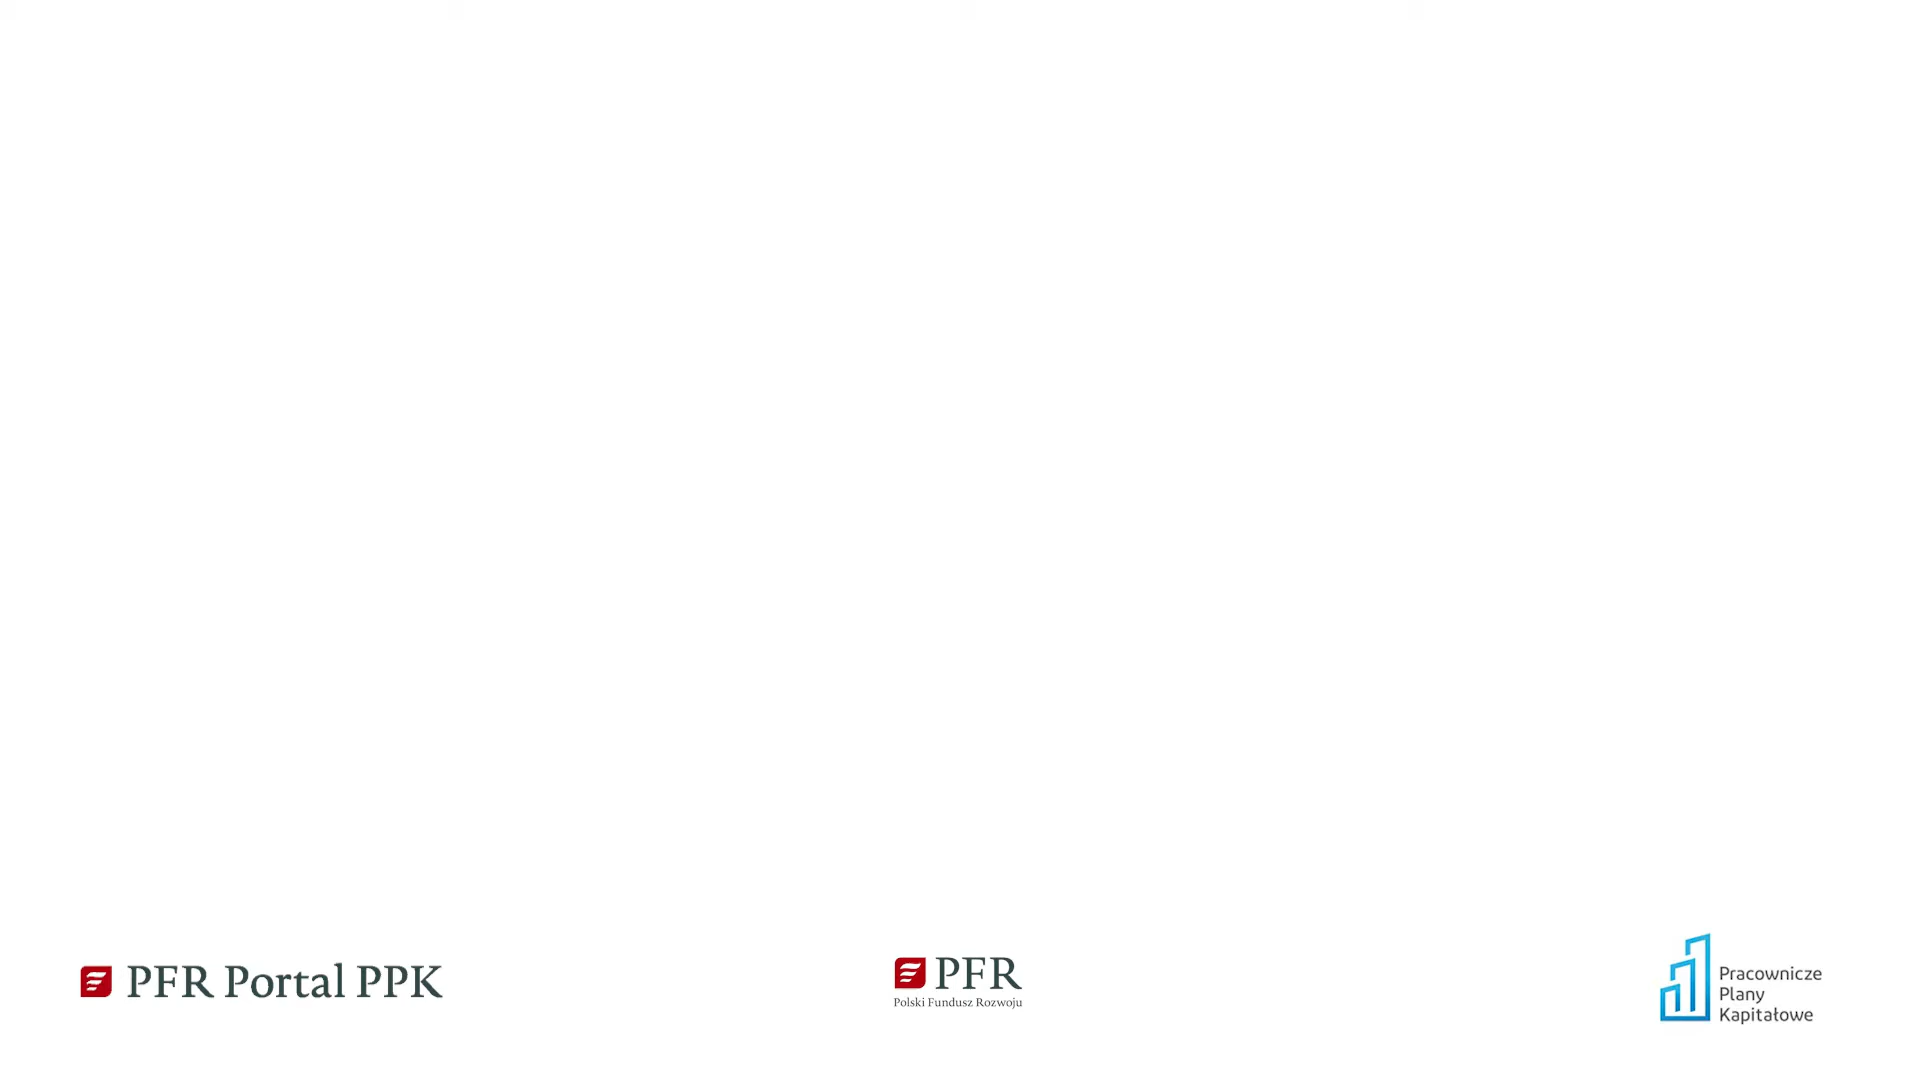 PFR Portal PPK
PFR
Polski Fundusz Rozwoju
Pracownicze
Plany
Kapitałowe